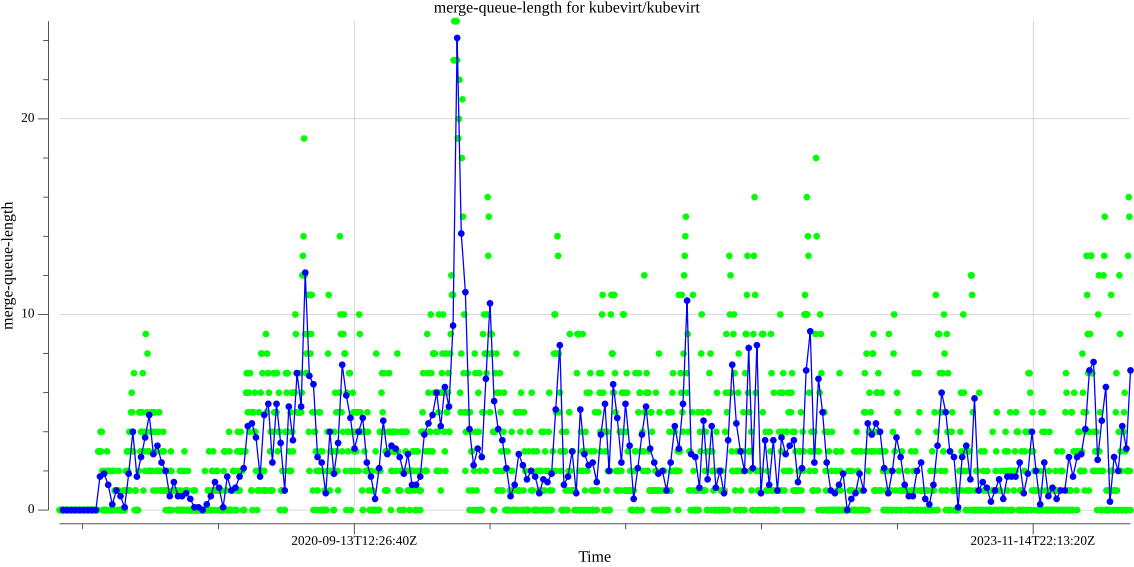 merge-queue-length for kubevirt/kubevirt
merge-queue-length
20
10
0
2020-09-13T12:26:40Z
2023-11-14T22:13:20Z
Time